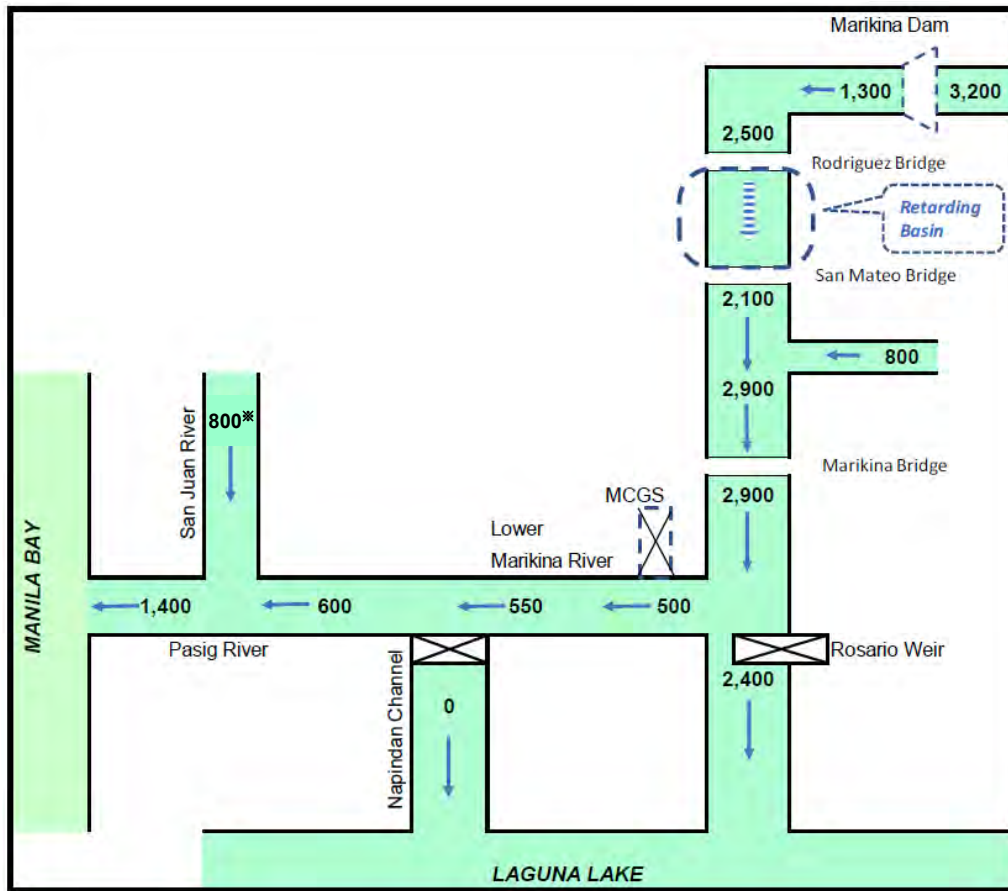 Marikina Dam
1,300
3,200
2,500
Rodriguez Bridge
Retarding
Basin
San Mateo Bridge
2,100
800
2,900
800※
San Juan River
Marikina Bridge
2,900
MCGS
Lower
Marikina River
MANILA BAY
1,400
600
550
500
Pasig River
Rosario Weir
2,400
Napindan Channel
0
LAGUNA LAKE